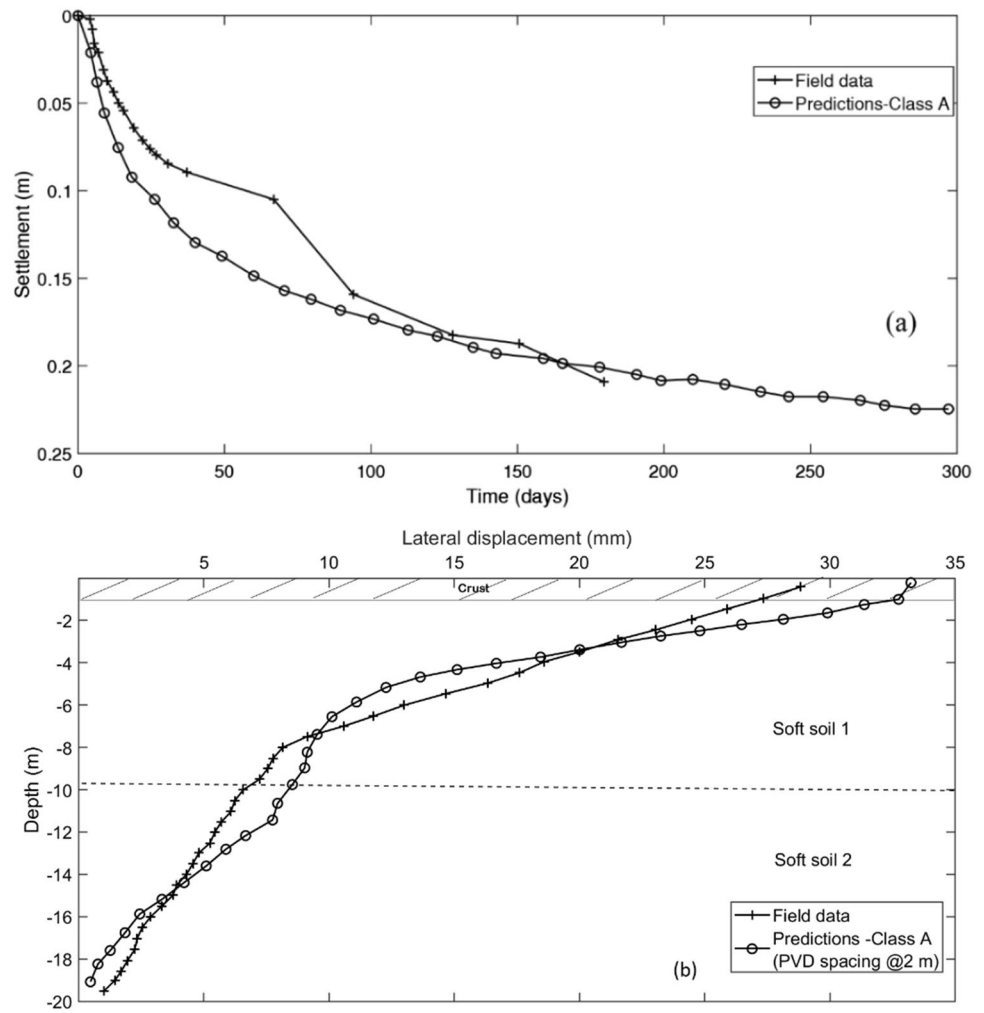 0
0.05
0.1
0.15
0.2
0.25
Settlement (m)
Field data
Predictions-Class A
(a)
0 50 100 150 200 250 300
Time (days)
Lateral displacement (mm)
5 10 15 20 25 30 35
Crust
-2
-4
-6
-8
-10
-12
-14
-16
-18
-20
Depth (m)
Soft soil 1
Soft soil 2
Field data
Predictions -Class A
(PVD spacing @2 m)
(b)